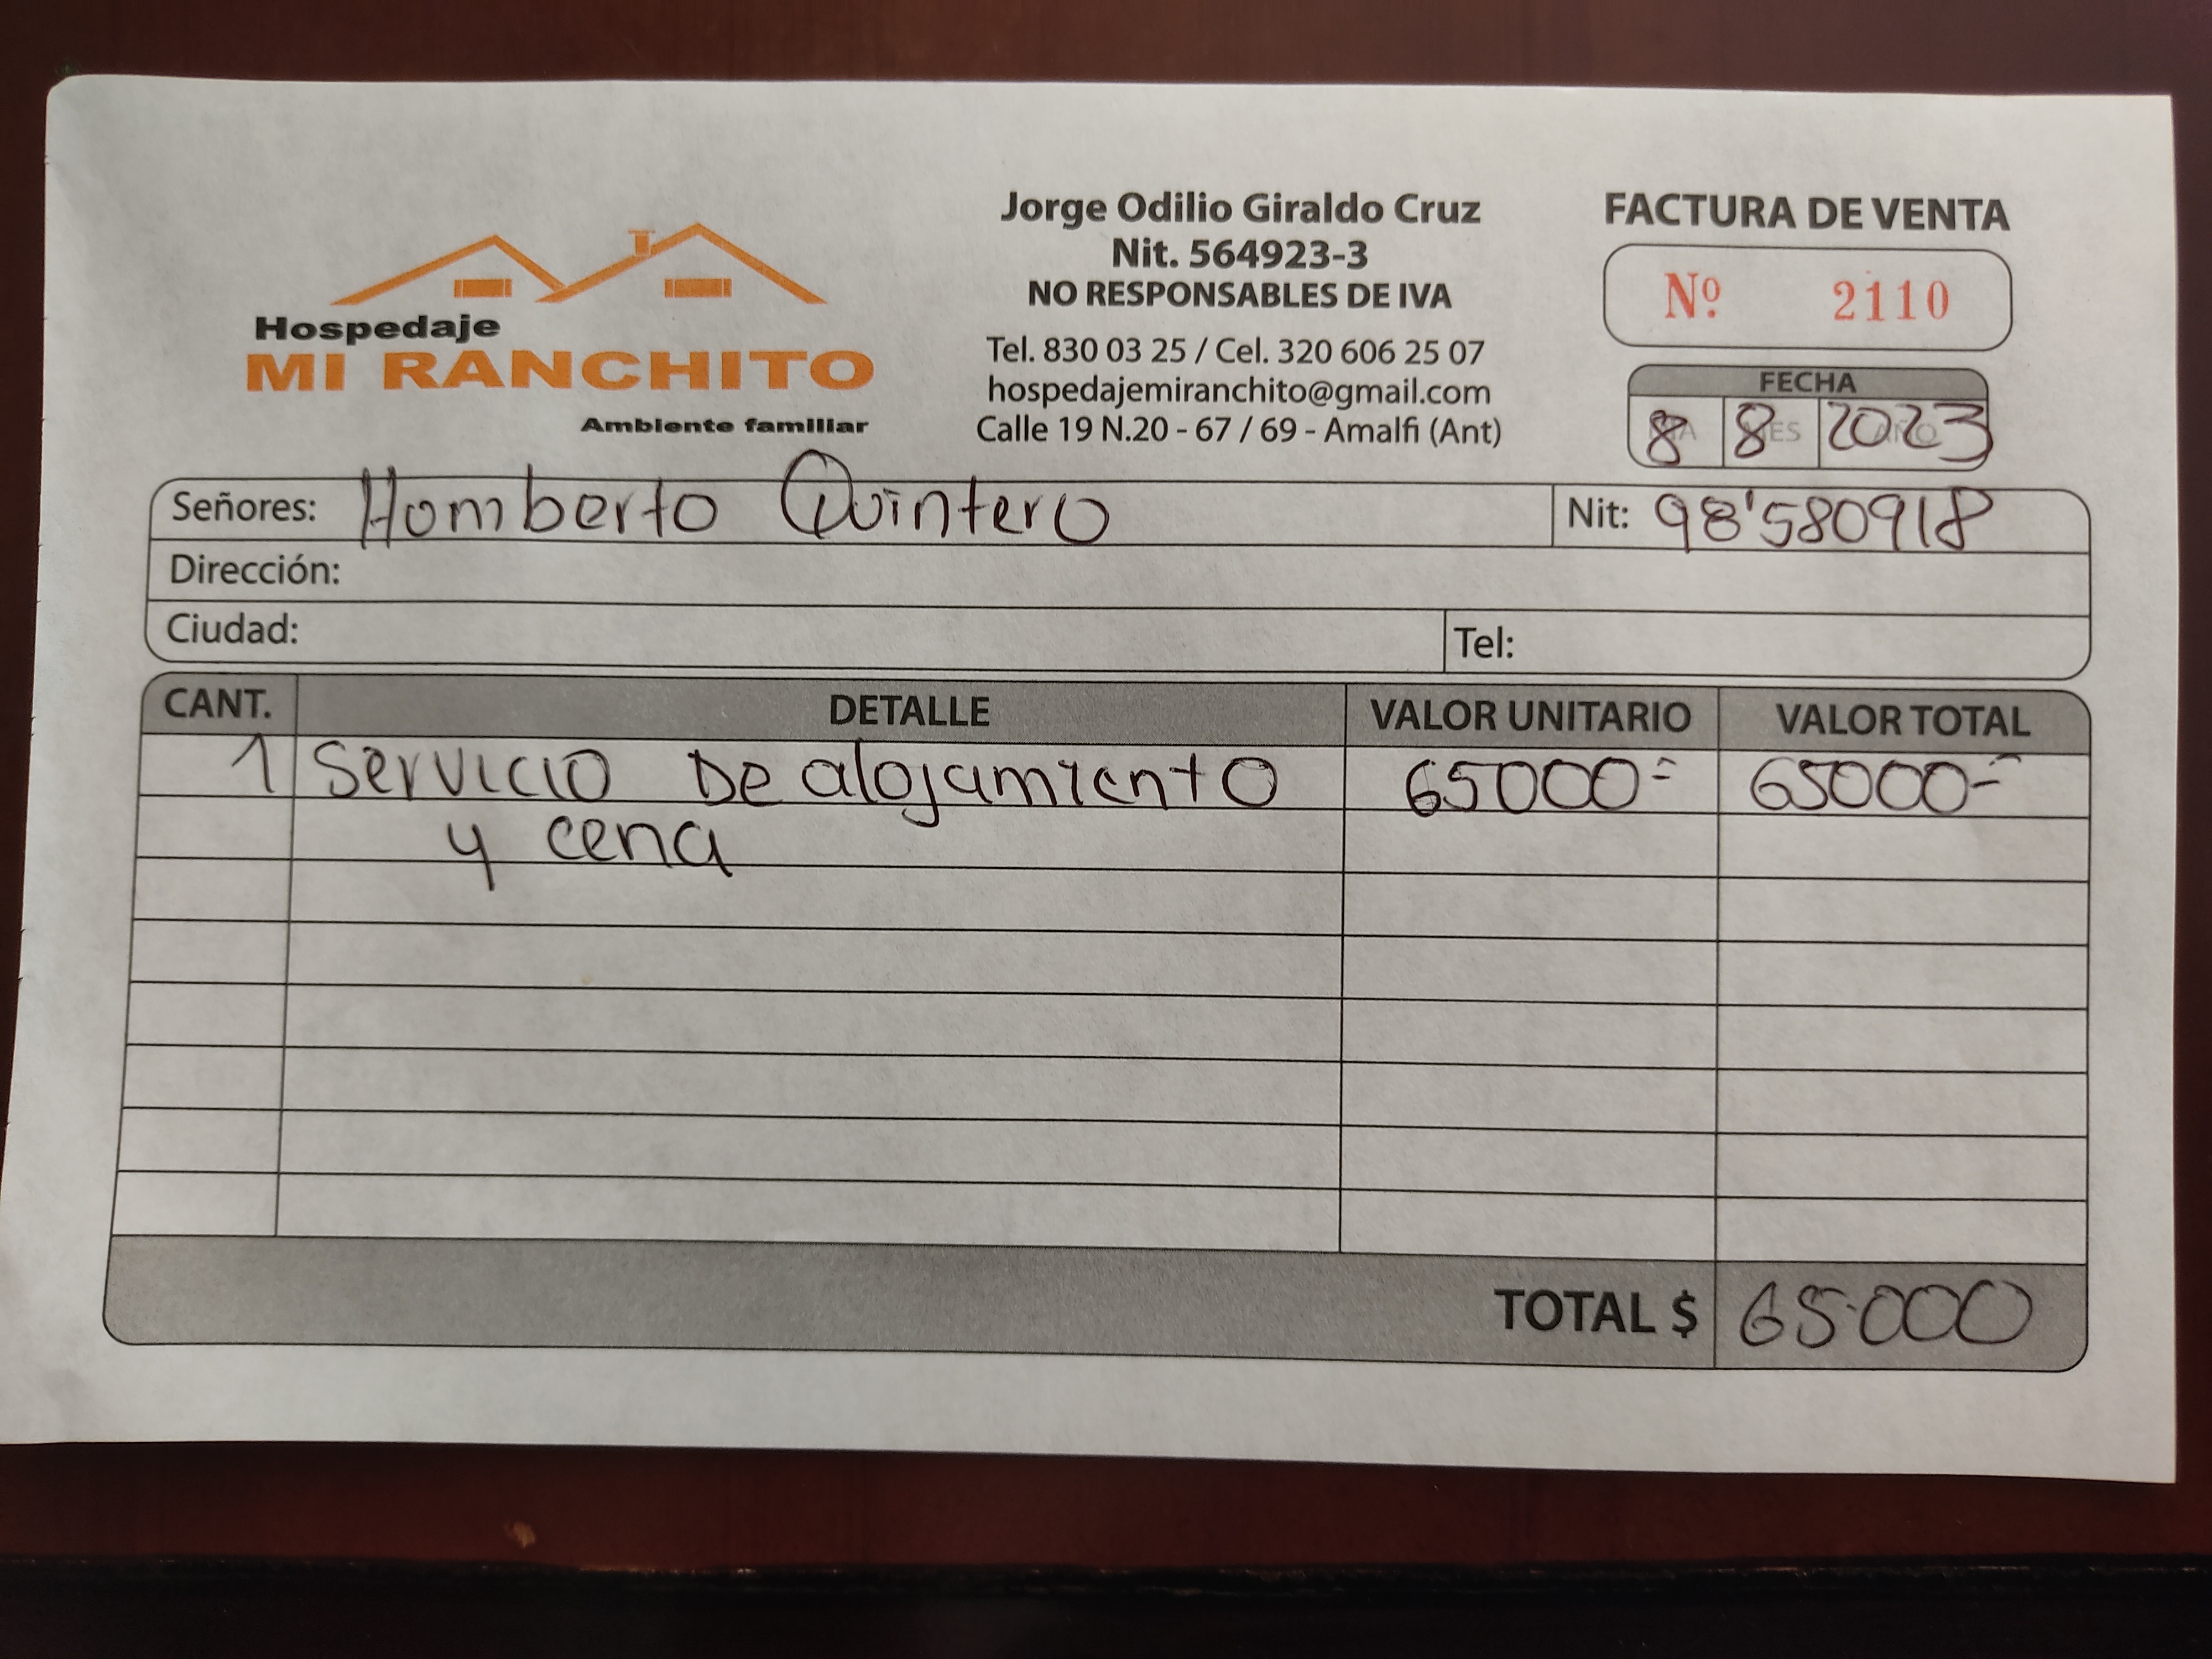 Hospedaje
MI RANCHITO
Ambiente familiar
Jorge Odilio Giraldo Cruz
Nit. 564923-3
NO RESPONSABLES DE IVA
Tel. 830 03 25 / Cel. 320 606 25 07
hospedajemiranchito@gmail.com
Calle 19 N.20 - 67 / 69 - Amalfi (Ant)
FACTURA DE VENTA
Nº 2110
FECHA
8 8 2023
Señores: Homberto Quintero Nit: 98'580918
Dirección:
Ciudad: Tel:
CANT. DETALLE VALOR UNITARIO VALOR TOTAL
1 Servicio De alojamiento 65000= 65000=
y cena
TOTAL $ 65.000